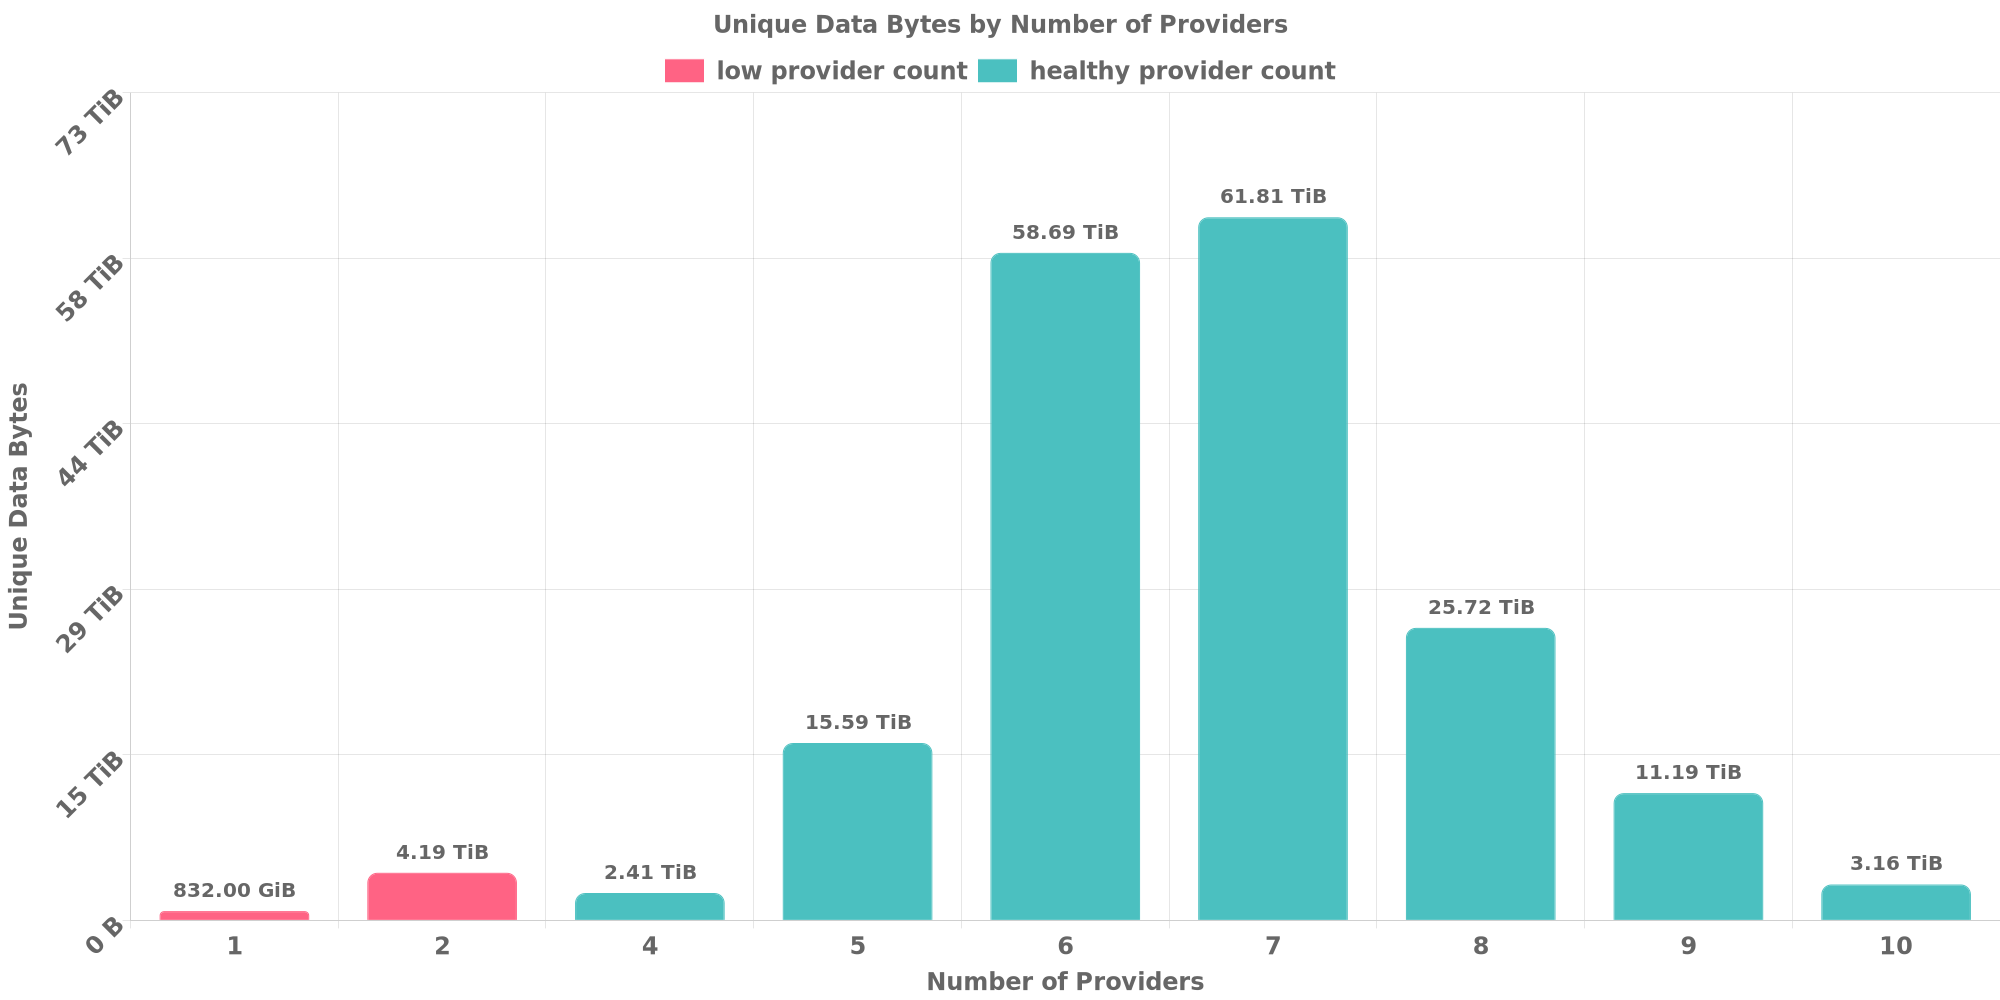 Unique Data Bytes by Number of Providers
low provider count healthy provider count
73 TiB
58 TiB
44 TiB
29 TiB
15 TiB
0 B
Unique Data Bytes
832.00 GiB
4.19 TiB
2.41 TiB
15.59 TiB
58.69 TiB
61.81 TiB
25.72 TiB
11.19 TiB
3.16 TiB
1 2 4 5 6 7 8 9 10
Number of Providers